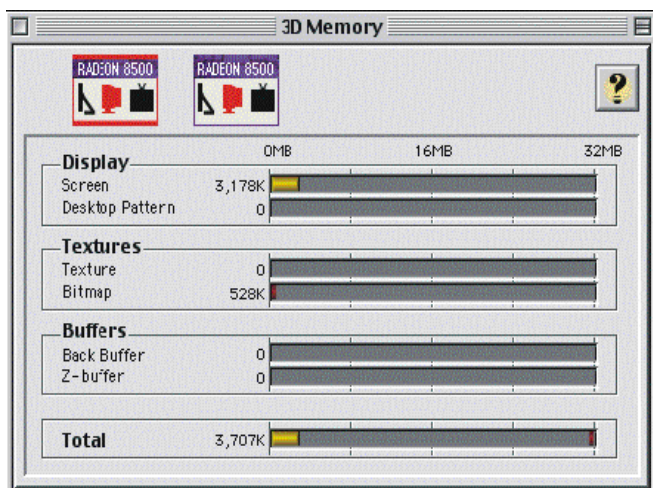 3D Memory
RADEON 8500 RADEON 8500
?
0MB 16MB 32MB
Display
Screen 3,178K
Desktop Pattern 0
Textures
Texture 0
Bitmap 528K
Buffers
Back Buffer 0
Z-buffer 0
Total 3,707K